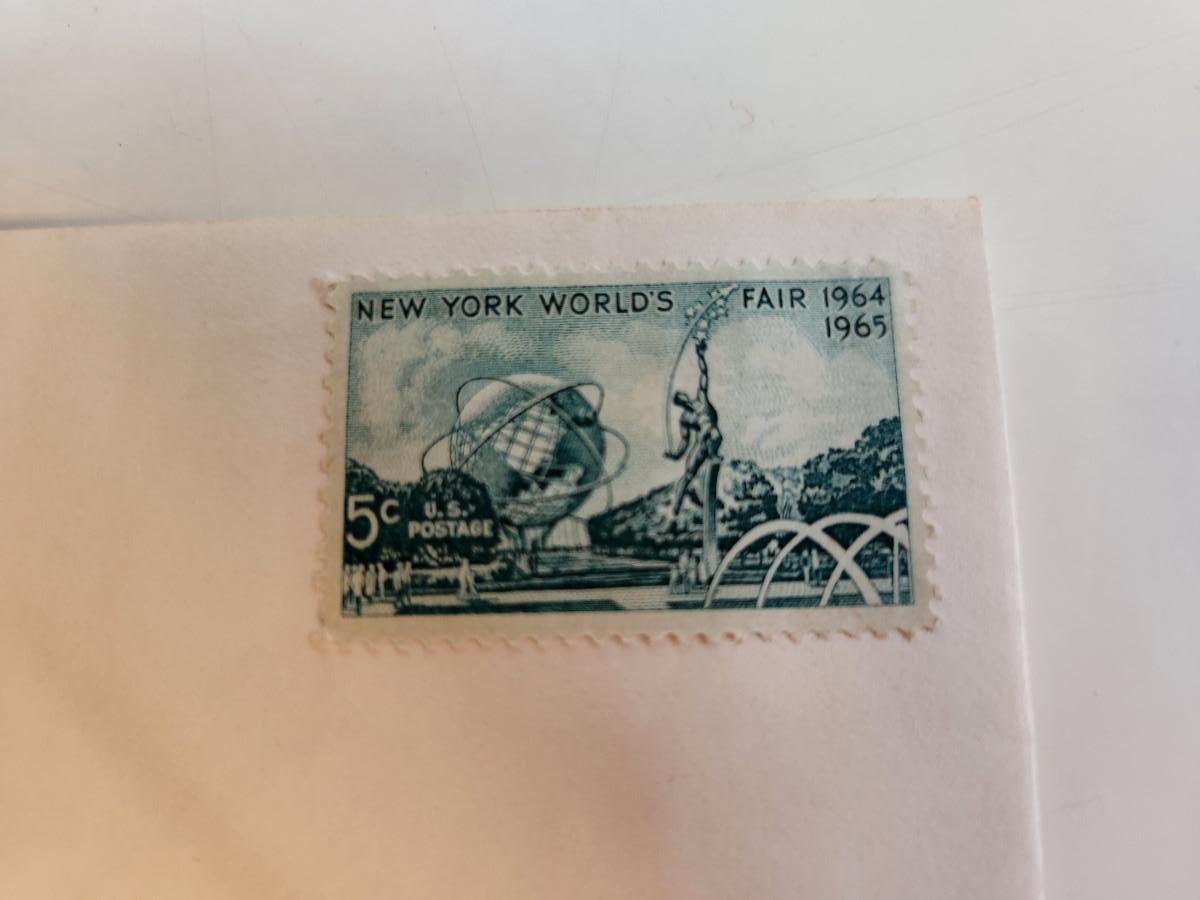 NEW YORK WORLD'S FAIR 1964
1965
5c
U.S.
POSTAGE